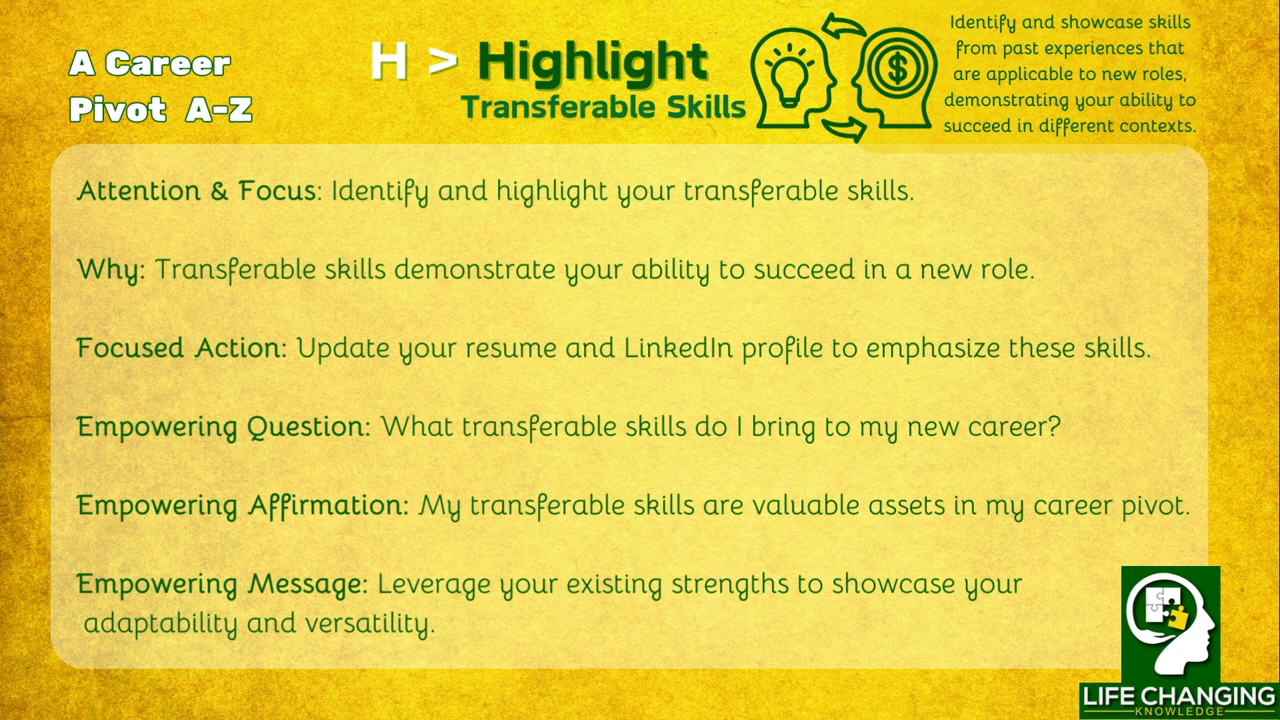 A Career
Pivot A-Z
H > Highlight
Transferable Skills
Identify and showcase skills
from past experiences that
are applicable to new roles,
demonstrating your ability to
succeed in different contexts.
Attention & Focus: Identify and highlight your transferable skills.
Why: Transferable skills demonstrate your ability to succeed in a new role.
Focused Action: Update your resume and LinkedIn profile to emphasize these skills.
Empowering Question: What transferable skills do I bring to my new career?
Empowering Affirmation: My transferable skills are valuable assets in my career pivot.
Empowering Message: Leverage your existing strengths to showcase your
adaptability and versatility.
$
LIFE CHANGING
KNOWLEDGE